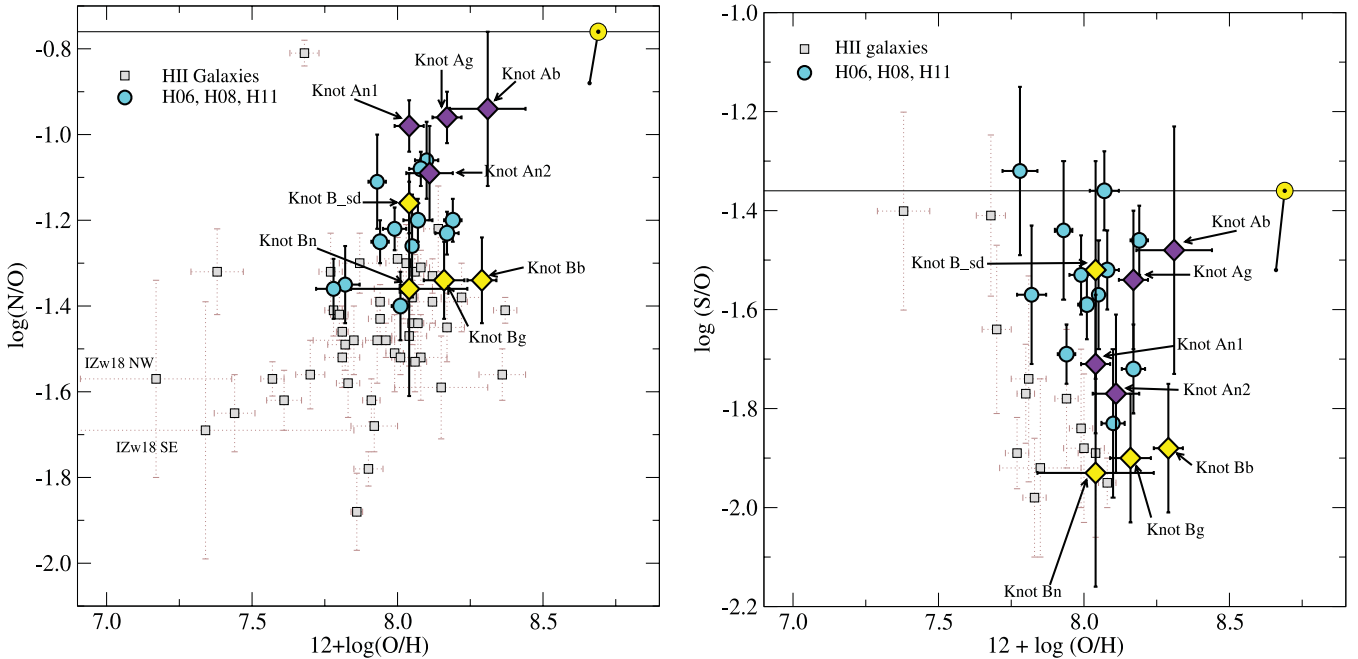 -0.8
-1.0
-1.2
-1.4
-1.6
-1.8
-2.0
log(N/O)
HII Galaxies
H06, H08, H11
Knot Ag
Knot Ab
Knot An1
Knot An2
Knot B_sd
Knot Bn
Knot Bb
Knot Bg
IZw18 NW
IZw18 SE
7.0
7.5
8.0
8.5
12+log(O/H)
-1.0
-1.2
-1.4
-1.6
-1.8
-2.0
-2.2
log (S/O)
HII galaxies
H06, H08, H11
Knot Ab
Knot B_sd
Knot Ag
Knot An1
Knot An2
Knot Bb
Knot Bg
Knot Bn
7.0
7.5
8.0
8.5
12 + log (O/H)